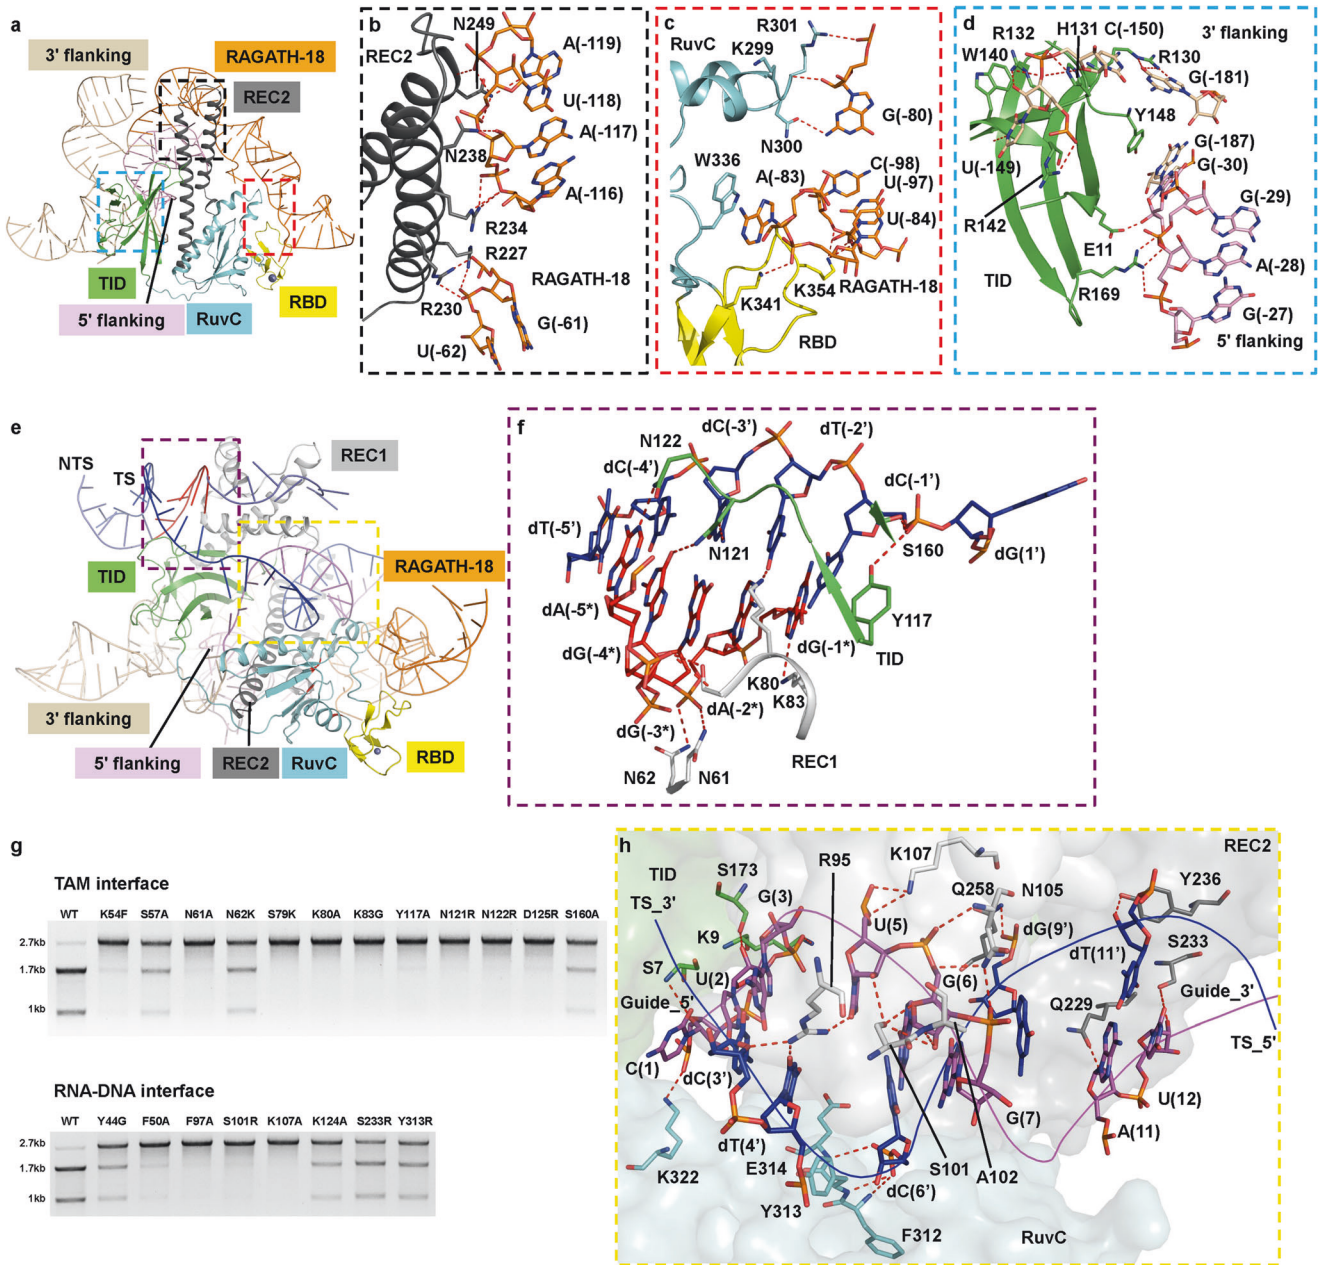 a
3' flanking
RAGATH-18
REC2
TID
5' flanking
RuvC
RBD
b
N249
REC2
A(-119)
U(-118)
A(-117)
N238
A(-116)
R234
R227
RAGATH-18
R230
G(-61)
U(-62)
c
R301
RuvC
K299
G(-80)
N300
C(-98)
W336
A(-83)
U(-97)
U(-84)
K354
RAGATH-18
K341
RBD
d
R132
H131
C(-150)
3' flanking
W140
R130
G(-181)
Y148
G(-187)
U(-149)
G(-30)
G(-29)
R142
E11
A(-28)
TID
R169
G(-27)
5' flanking
e
NTS
TS
REC1
TID
RAGATH-18
3' flanking
5' flanking
REC2
RuvC
RBD
f
dC(-3')
dT(-2')
N122
dC(-4')
dC(-1')
dT(-5')
N121
S160
dG(1')
dA(-5*)
Y117
dG(-4*)
dG(-1*)
TID
K80
K83
dA(-2*)
dG(-3*)
REC1
N62
N61
g
TAM interface
WT K54F S57A N61A N62K S79K K80A K83G Y117A N121R N122R D125R S160A
2.7kb
1.7kb
1kb
RNA-DNA interface
WT Y44G F50A F97A S101R K107A K124A S233R Y313R
2.7kb
1.7kb
1kb
h
K107
REC2
R95
TID
S173
Q258
N105
Y236
TS_3'
G(3)
U(5)
dG(9')
K9
dT(11')
S233
S7
U(2)
G(6)
Guide_5'
Q229
Guide_3'
TS_5'
C(1)
dC(3')
U(12)
G(7)
A(11)
dT(4')
E314
S101
A102
K322
dC(6')
Y313
F312
RuvC